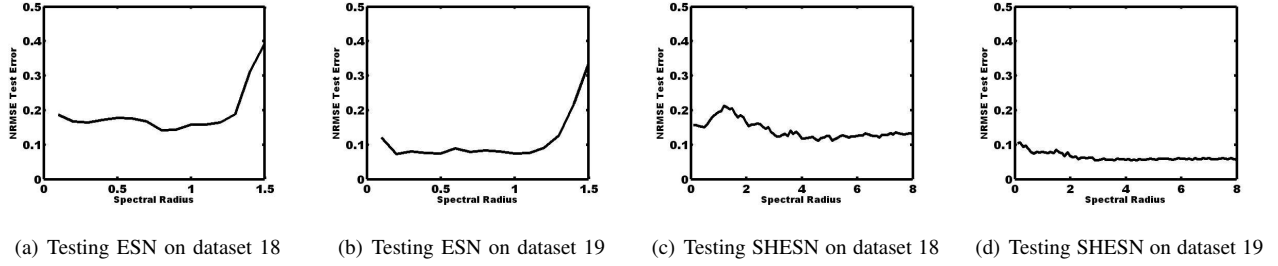 0.5
0.4
0.3
0.2
0.1
0
NRMSE Test Error
0 0.5 1 1.5
Spectral Radius
(a) Testing ESN on dataset 18
0.5
0.4
0.3
0.2
0.1
0
NRMSE Test Error
0 0.5 1 1.5
Spectral Radius
(b) Testing ESN on dataset 19
0.5
0.4
0.3
0.2
0.1
0
NRMSE Test Error
0 2 4 6 8
Spectral Radius
(c) Testing SHESN on dataset 18
0.5
0.4
0.3
0.2
0.1
0
NRMSE Test Error
0 2 4 6 8
Spectral Radius
(d) Testing SHESN on dataset 19